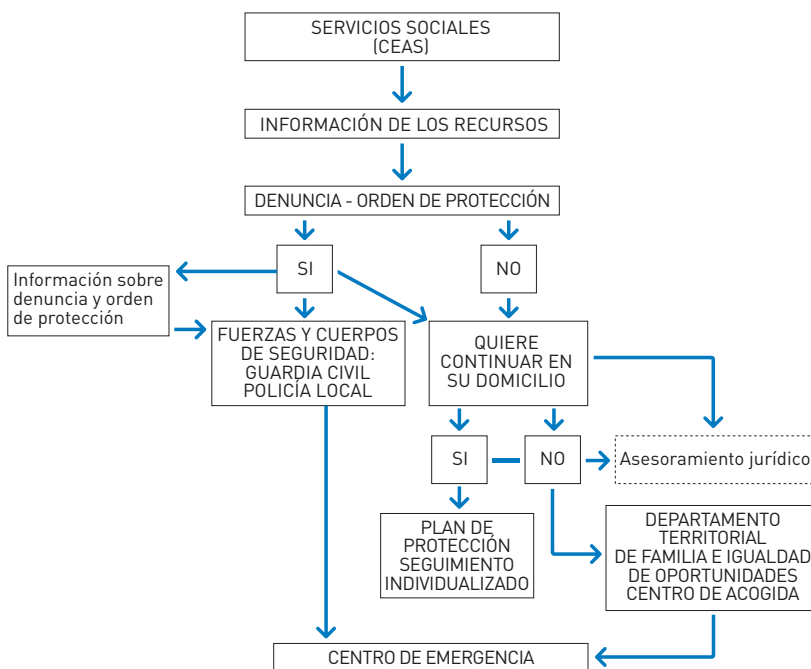 SERVICIOS SOCIALES
(CEAS)
INFORMACIÓN DE LOS RECURSOS
DENUNCIA - ORDEN DE PROTECCIÓN
SI
NO
Información sobre
denuncia y orden
de protección
FUERZAS Y CUERPOS
DE SEGURIDAD:
GUARDIA CIVIL
POLICÍA LOCAL
QUIERE
CONTINUAR EN
SU DOMICILIO
SI
NO
Asesoramiento jurídico
PLAN DE
PROTECCIÓN
SEGUIMIENTO
INDIVIDUALIZADO
DEPARTAMENTO
TERRITORIAL
DE FAMILIA E IGUALDAD
DE OPORTUNIDADES
CENTRO DE ACOGIDA
CENTRO DE EMERGENCIA